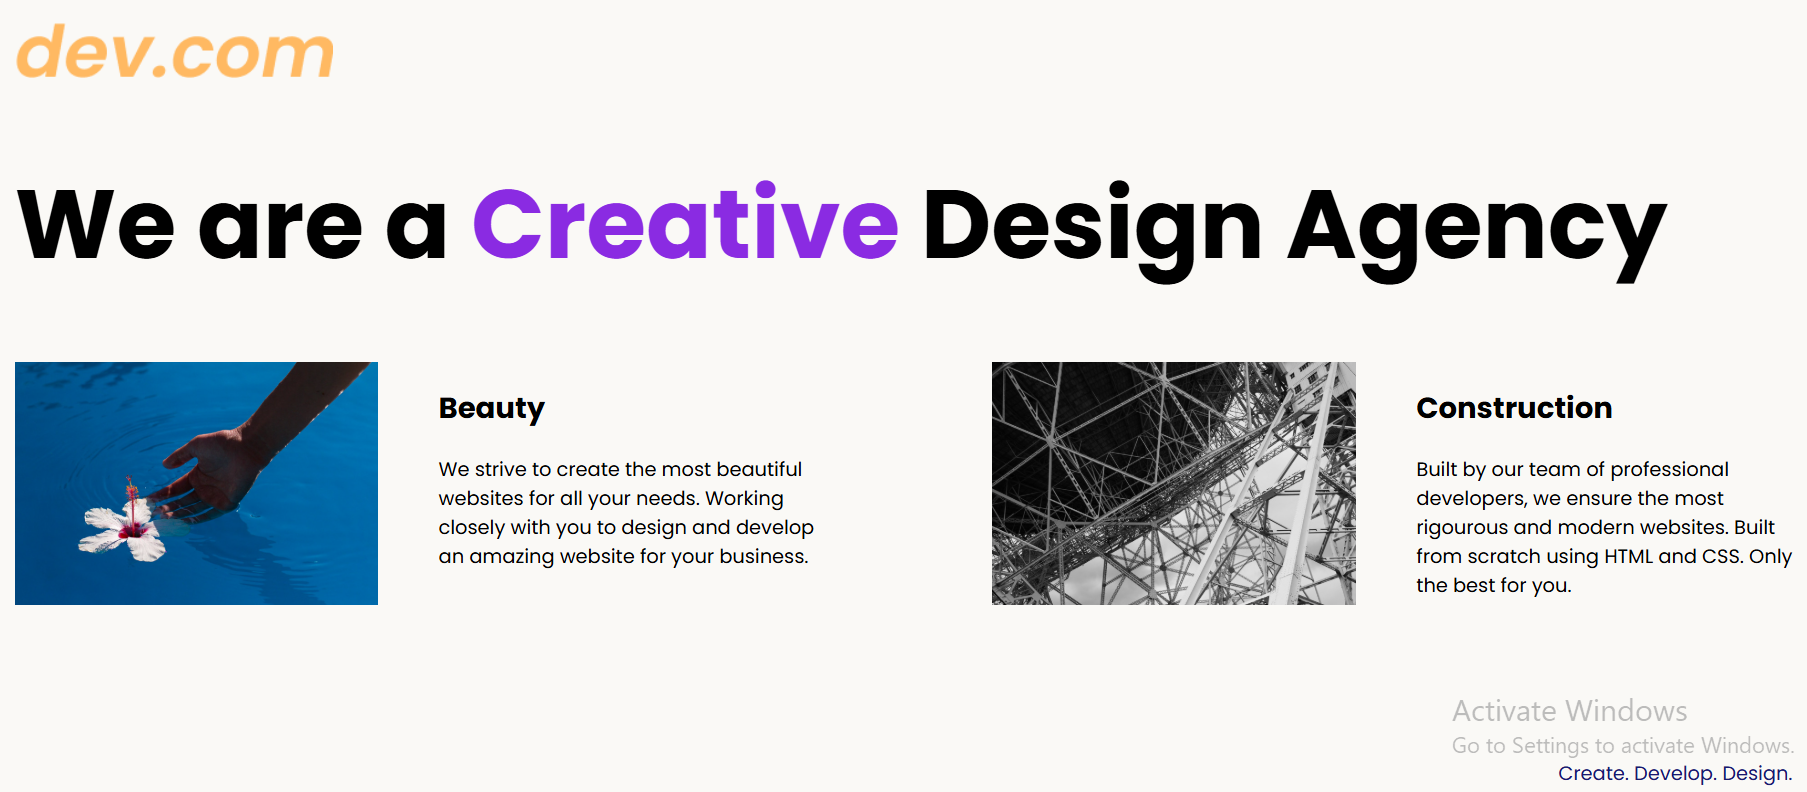 dev.com
We are a Creative Design Agency
Beauty
We strive to create the most beautiful
websites for all your needs. Working
closely with you to design and develop
an amazing website for your business.
Construction
Built by our team of professional
developers, we ensure the most
rigourous and modern websites. Built
from scratch using HTML and CSS. Only
the best for you.
Activate Windows
Go to Settings to activate Windows.
Create. Develop. Design.